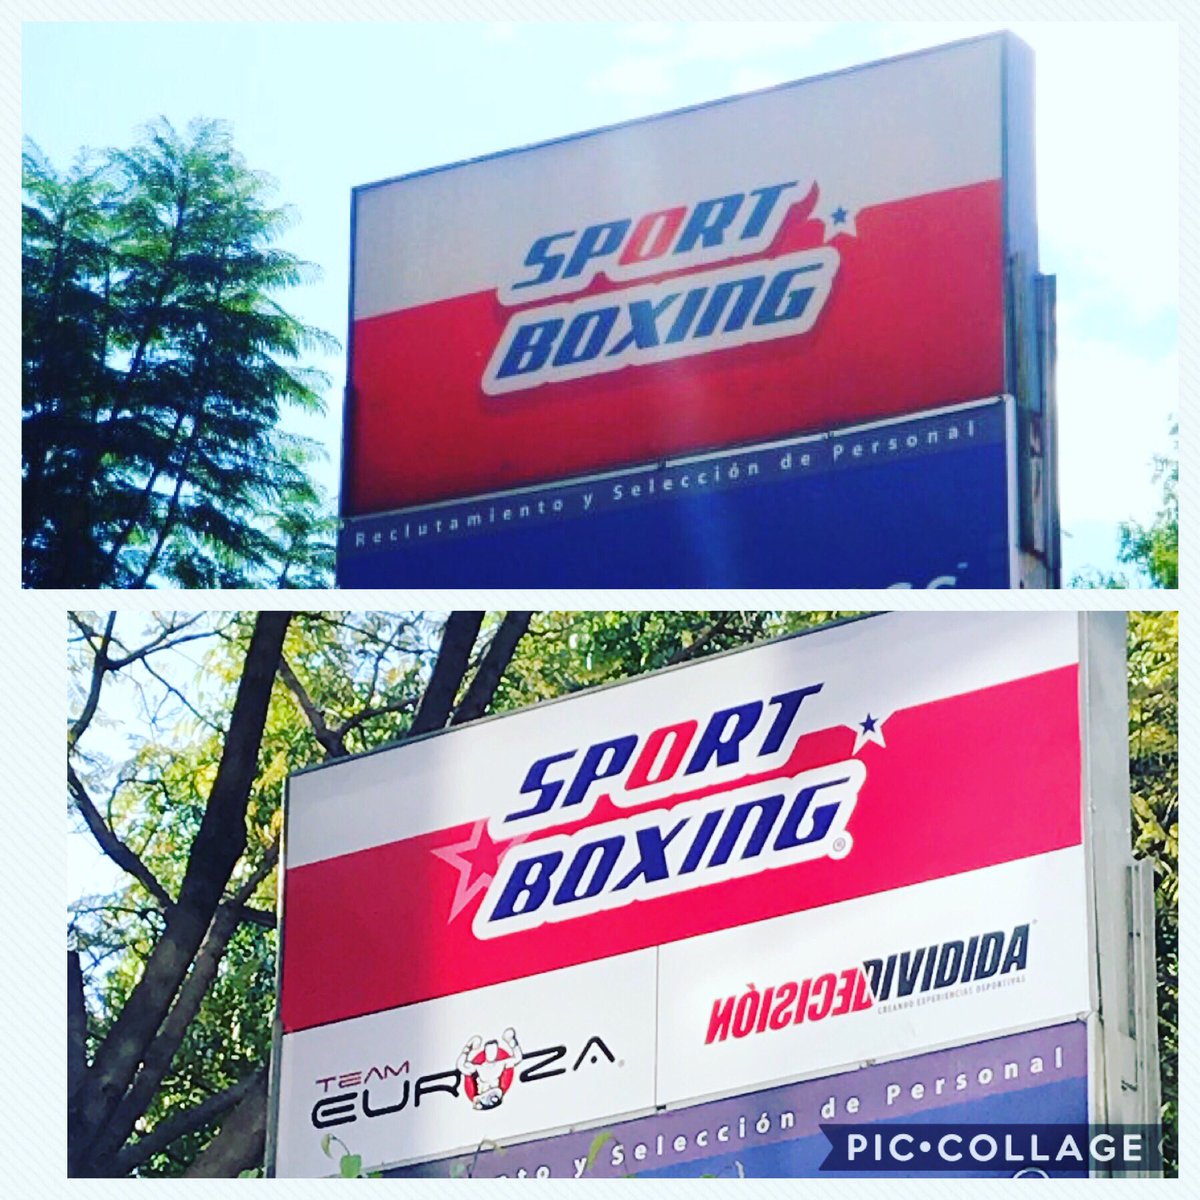 SPORT
BOXING
Reclutamiento y Selección de Personal
SPORT
BOXING®
DECISIÓN DIVIDIDA
CREANDO EXPERIENCIAS DEPORTIVAS
TEAM
EUROZA®
y Selección de Personal
PIC•COLLAGE